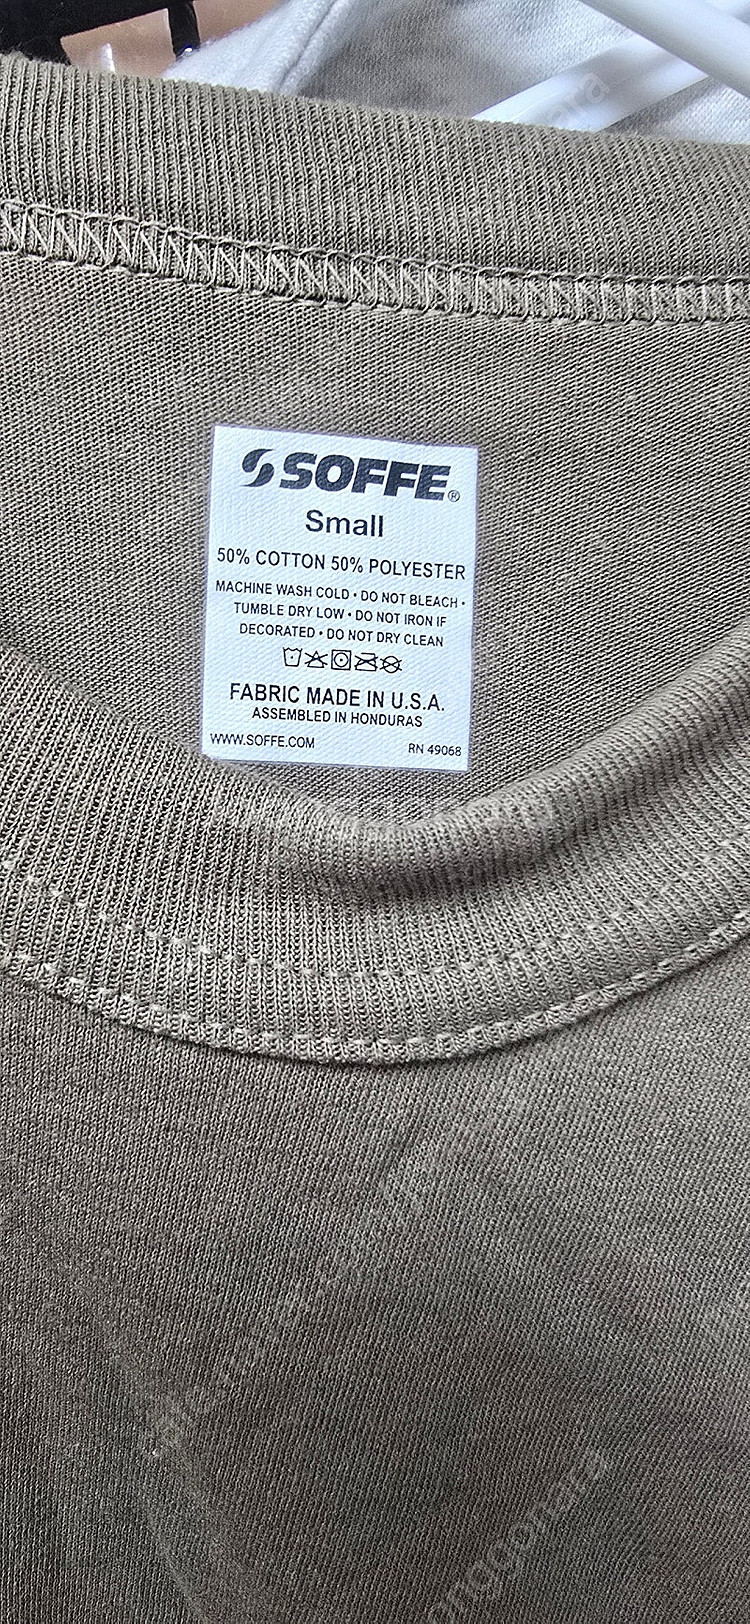 SOFFE®
Small
50% COTTON 50% POLYESTER
MACHINE WASH COLD • DO NOT BLEACH •
TUMBLE DRY LOW • DO NOT IRON IF
DECORATED • DO NOT DRY CLEAN
FABRIC MADE IN U.S.A.
ASSEMBLED IN HONDURAS
WWW.SOFFE.COM RN 49068